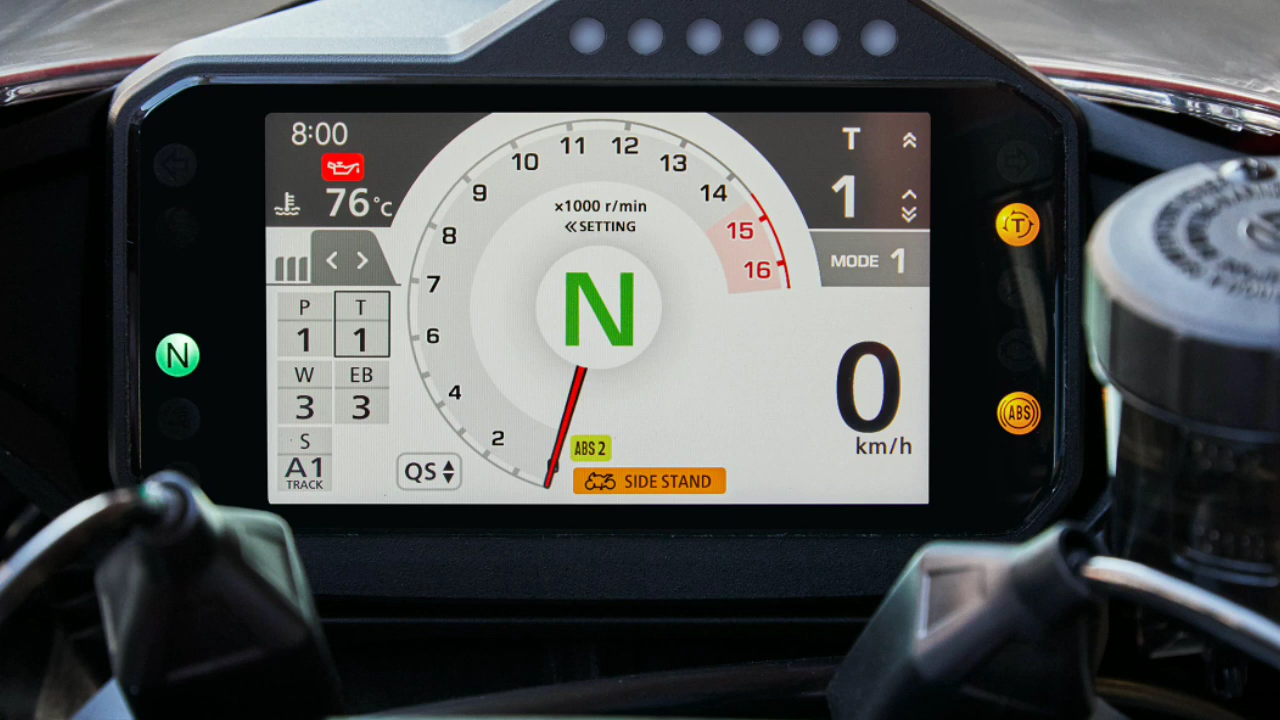 8:00
76°C
P T
1 1
W EB
3 3
S
A1
TRACK
QS
2
4
6
7
8
9
10
11
12
13
14
15
16
×1000 r/min
«SETTING
N
ABS 2
SIDE STAND
T
1
MODE 1
0
km/h
N
T
ABS